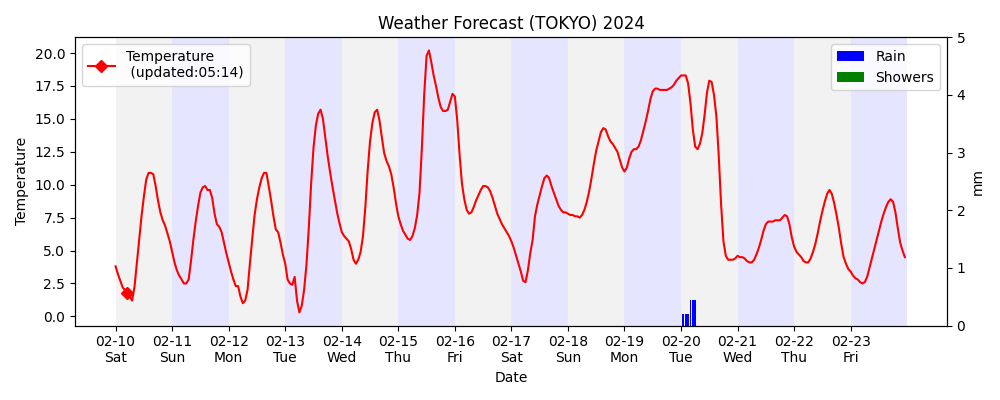 Weather Forecast (TOKYO) 2024
Temperature
(updated:05:14)
Rain
Showers
Temperature
20.0
17.5
15.0
12.5
10.0
7.5
5.0
2.5
0.0
5
4
3
2
1
0
mm
02-10 02-11 02-12 02-13 02-14 02-15 02-16 02-17 02-18 02-19 02-20 02-21 02-22 02-23
Sat Sun Mon Tue Wed Thu Fri Sat Sun Mon Tue Wed Thu Fri
Date